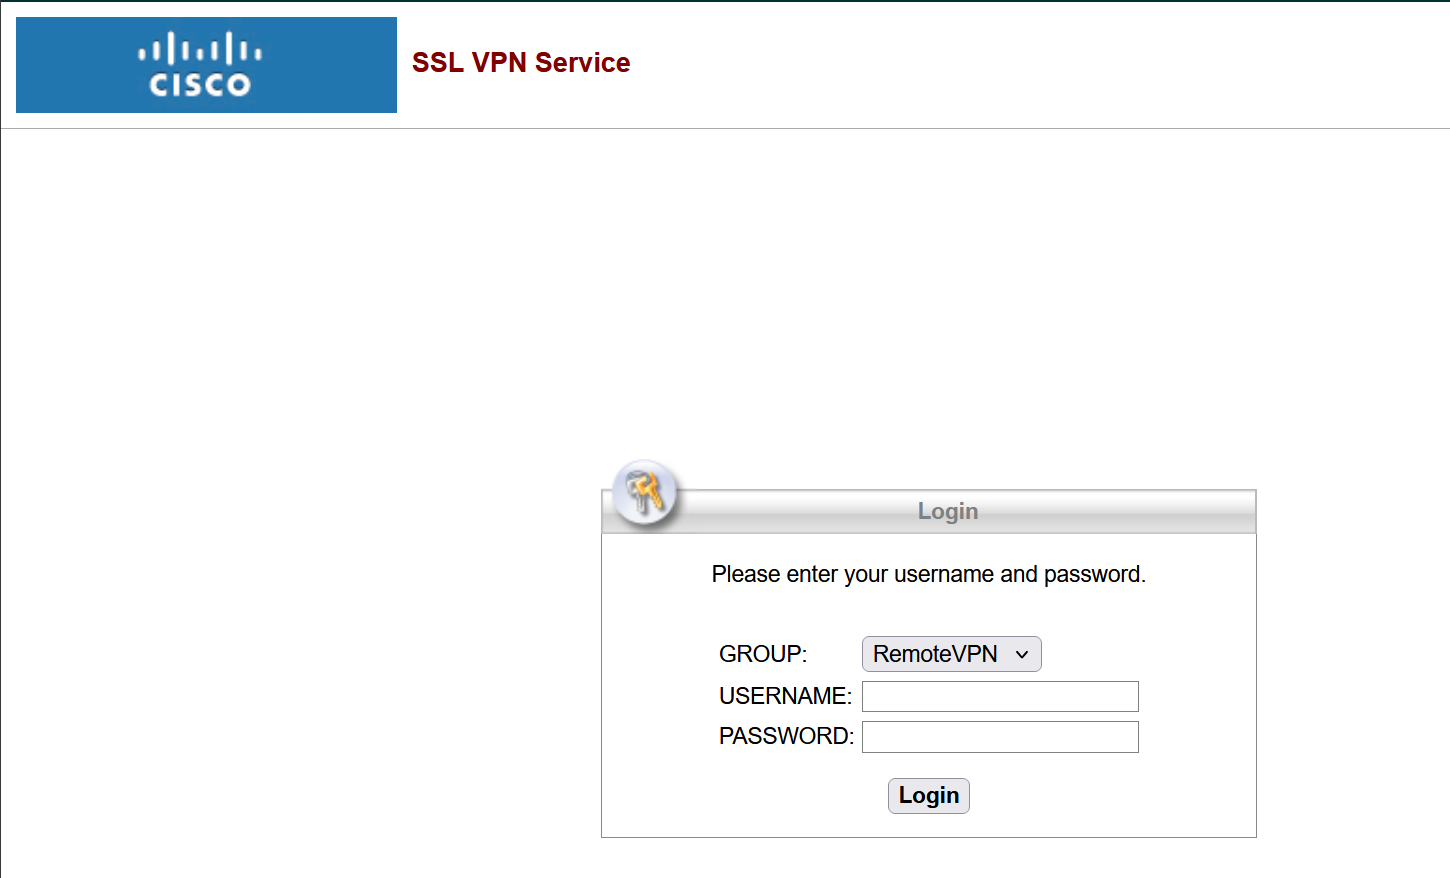 CISCO
SSL VPN Service
Login
Please enter your username and password.
GROUP: RemoteVPN
USERNAME:
PASSWORD:
Login